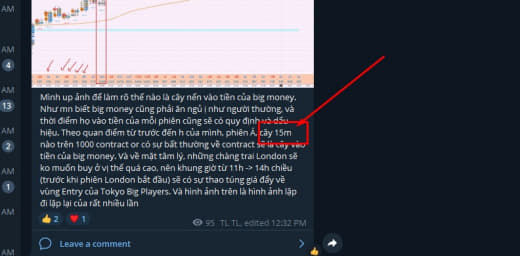 AM
AM
4
AM
13
AM
2
AM
1
AM
AM
Mình up ảnh để làm rõ thế nào là cây nến vào tiền của big money.
Như mn biết big money cũng phải ăn ngủ ị như người thường. và
thời điểm họ vào tiền của mỗi phiên cũng sẽ có quy định và dấu
hiệu. Theo quan điểm từ trước đến h của mình, phiên Á, cây 15m
nào trên 1000 contract or có sự bất thường về contract sẽ là cây vào
tiền của big money. Và về mặt tâm lý, những chàng trai London sẽ
ko muốn buy ở vị thế quá cao, nên khung giờ từ 11h -> 14h chiều
(trước khi phiên London bắt đầu) sẽ có sự thao túng giá đẩy về
vùng Entry của Tokyo Big Players. Và hình ảnh trên là hình ảnh lặp
đi lặp lại của rất nhiều lần
2 1 95 TL TL, edited 12:32 PM
Leave a comment